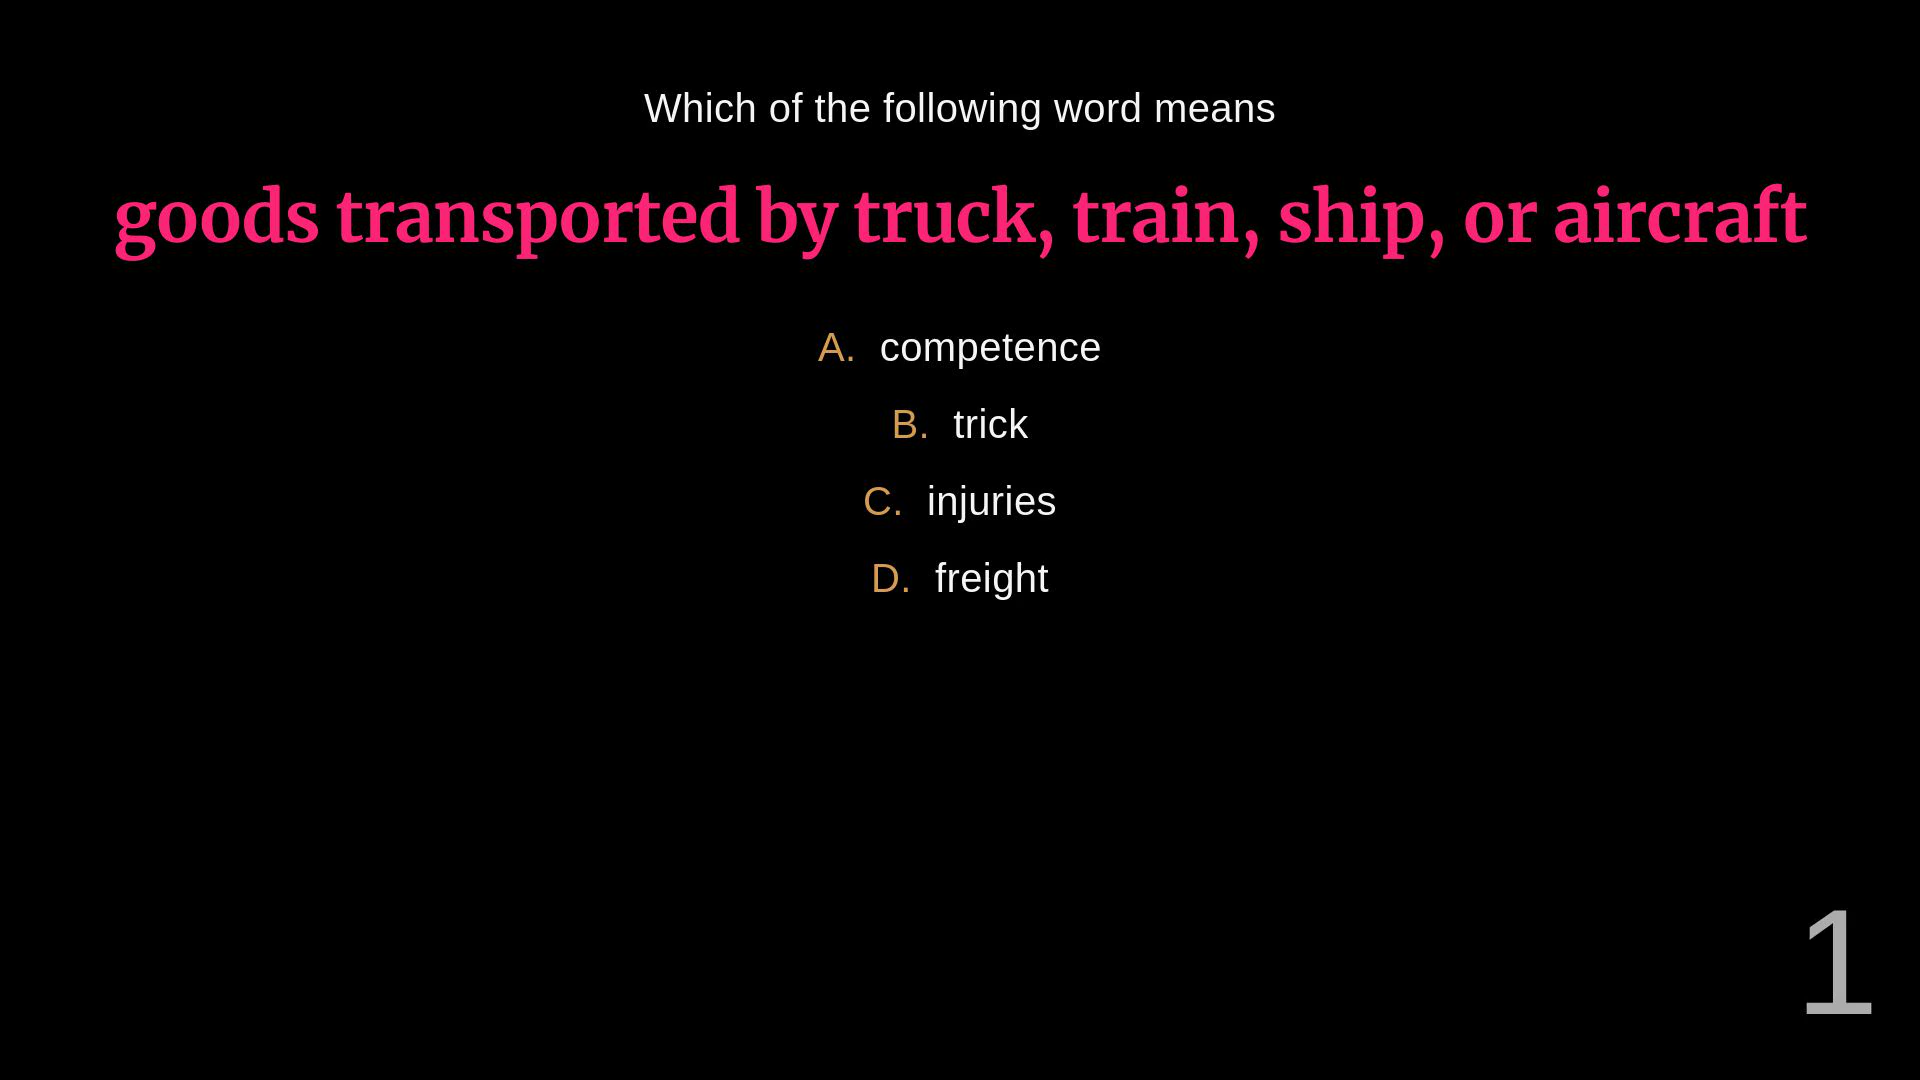 Which of the following word means
goods transported by truck, train, ship, or aircraft
A. competence
B. trick
C. injuries
D. freight
1